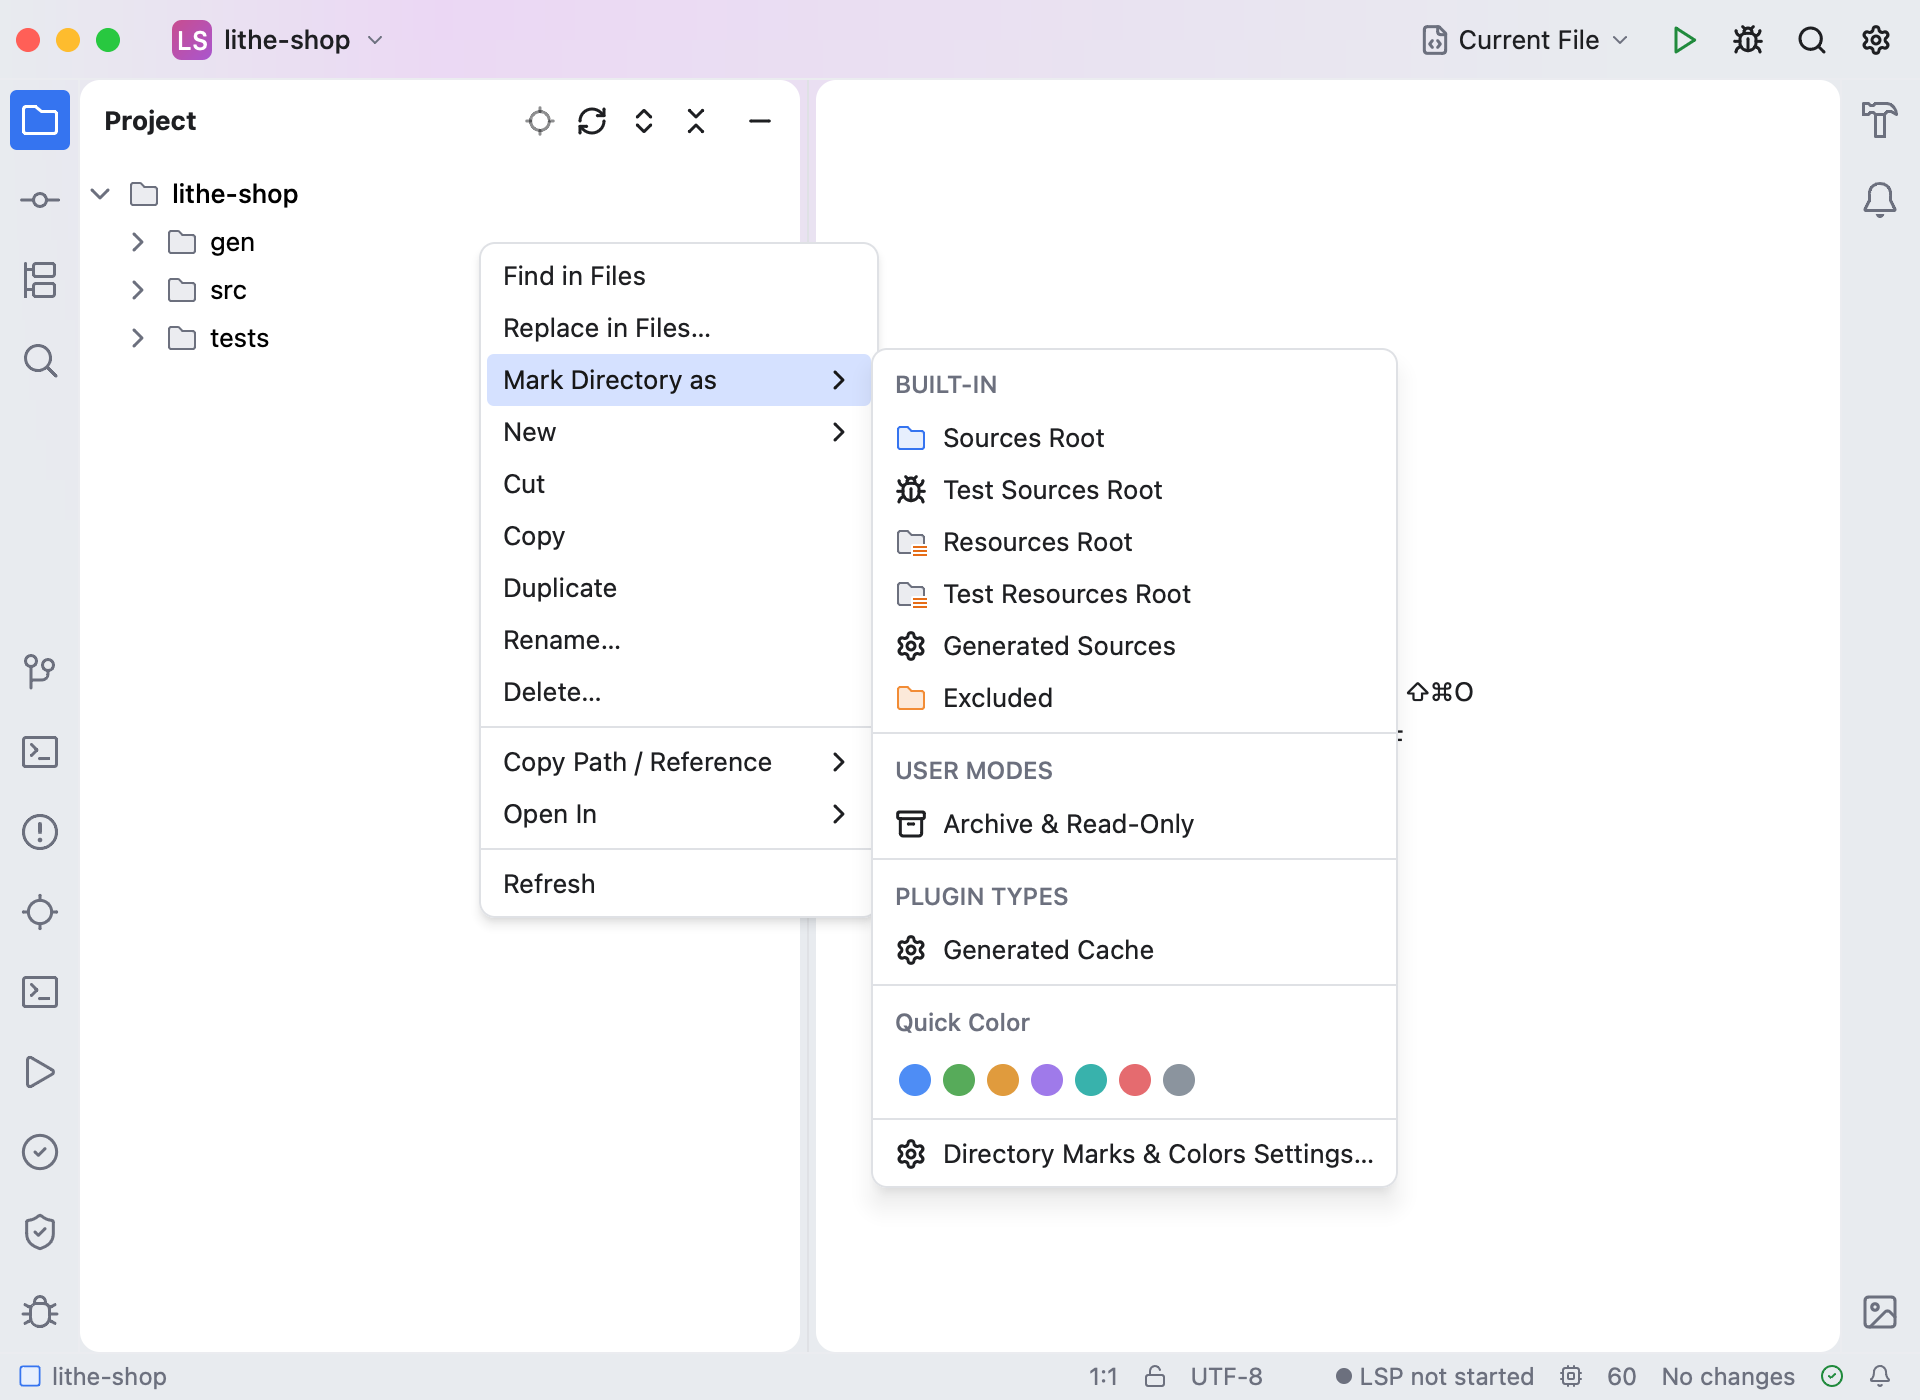 LS lithe-shop
Current File
Project
lithe-shop
gen
src
tests
Find in Files
Replace in Files...
Mark Directory as
New
Cut
Copy
Duplicate
Rename...
Delete...
Copy Path / Reference
Open In
Refresh
BUILT-IN
Sources Root
Test Sources Root
Resources Root
Test Resources Root
Generated Sources
Excluded
USER MODES
Archive & Read-Only
PLUGIN TYPES
Generated Cache
Quick Color
Directory Marks & Colors Settings...
⇧⌘O
lithe-shop
1:1 UTF-8 LSP not started 60 No changes